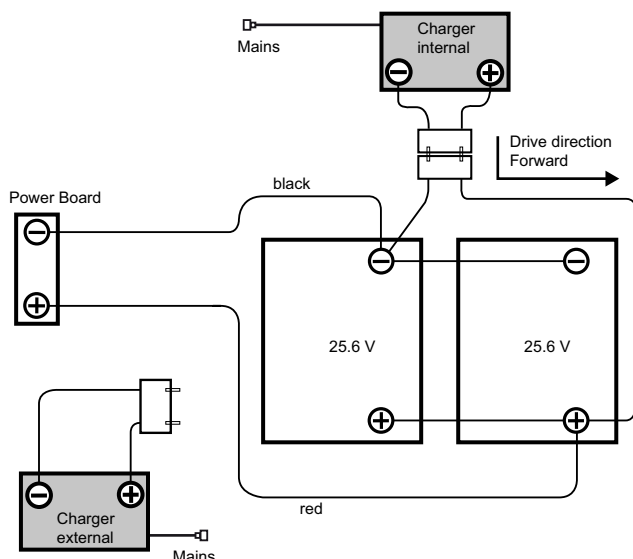 Mains
Charger
internal
Drive direction
Forward
Power Board
black
25.6 V
25.6 V
red
Charger
external
Mains